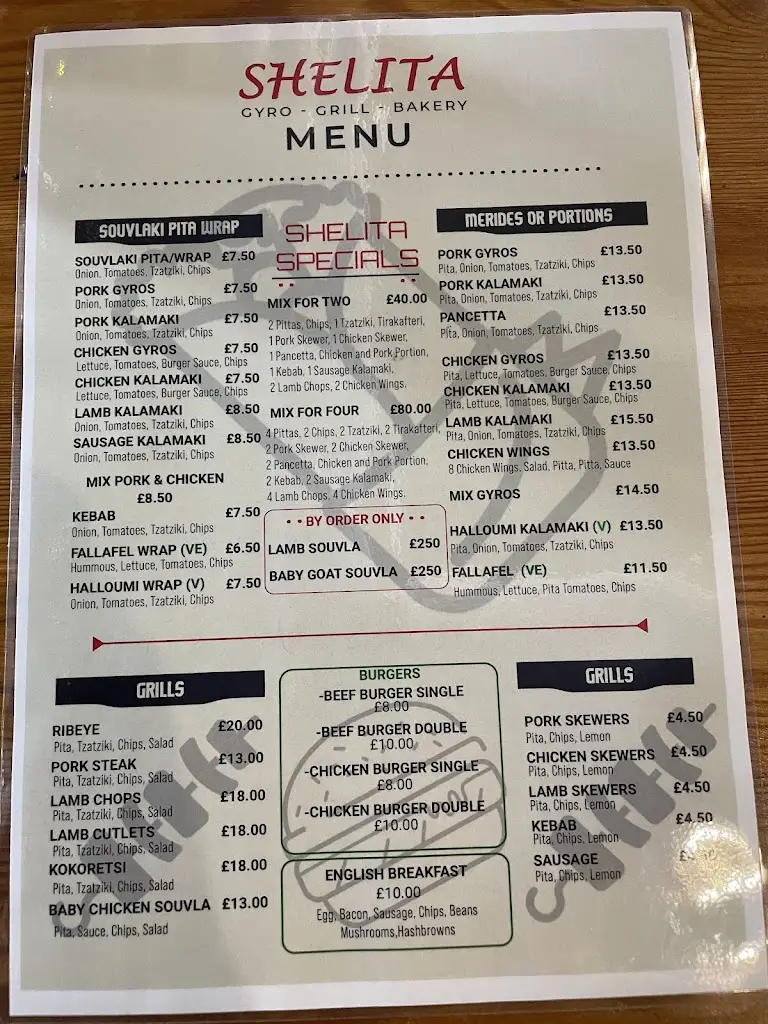 SHELITA
GYRO - GRILL - BAKERY
MENU
SOUVLAKI PITA WRAP
SOUVLAKI PITA/WRAP £7.50
Onion, Tomatoes, Tzatziki, Chips
PORK GYROS £7.50
Onion, Tomatoes, Tzatziki, Chips
PORK KALAMAKI £7.50
Onion, Tomatoes, Tzatziki, Chips
CHICKEN GYROS £7.50
Lettuce, Tomatoes, Burger Sauce, Chips
CHICKEN KALAMAKI £7.50
Lettuce, Tomatoes, Burger Sauce, Chips
LAMB KALAMAKI £8.50
Onion, Tomatoes, Tzatziki, Chips
SAUSAGE KALAMAKI £8.50
Onion, Tomatoes, Tzatziki, Chips
MIX PORK & CHICKEN
£8.50
KEBAB £7.50
Onion, Tomatoes, Tzatziki, Chips
FALLAFEL WRAP (VE) £6.50
Hummous, Lettuce, Tomatoes, Chips
HALLOUMI WRAP (V) £7.50
Onion, Tomatoes, Tzatziki, Chips
SHELITA
SPECIALS
MIX FOR TWO £40.00
2 Pittas, Chips, 1 Tzatziki, Tirakafteri,
1 Pork Skewer, 1 Chicken Skewer,
1 Pancetta, Chicken and Pork Portion,
1 Kebab, 1 Sausage Kalamaki,
2 Lamb Chops, 2 Chicken Wings.
MIX FOR FOUR £80.00
4 Pittas, 2 Chips, 2 Tzatziki, 2 Tirakafteri,
2 Pork Skewer, 2 Chicken Skewer,
2 Pancetta, Chicken and Pork Portion,
2 Kebab, 2 Sausage Kalamaki,
4 Lamb Chops, 4 Chicken Wings.
BY ORDER ONLY
LAMB SOUVLA £250
BABY GOAT SOUVLA £250
MERIDES OR PORTIONS
PORK GYROS £13.50
Pita, Onion, Tomatoes, Tzatziki, Chips
PORK KALAMAKI £13.50
Pita, Onion, Tomatoes, Tzatziki, Chips
PANCETTA £13.50
Pita, Onion, Tomatoes, Tzatziki, Chips
CHICKEN GYROS £13.50
Pita, Lettuce, Tomatoes, Burger Sauce, Chips
CHICKEN KALAMAKI £13.50
Pita, Lettuce, Tomatoes, Burger Sauce, Chips
LAMB KALAMAKI £15.50
Pita, Onion, Tomatoes, Tzatziki, Chips
CHICKEN WINGS £13.50
8 Chicken Wings, Salad, Pitta, Pitta, Sauce
MIX GYROS £14.50
HALLOUMI KALAMAKI (V) £13.50
Pita, Onion, Tomatoes, Tzatziki, Chips
FALLAFEL (VE) £11.50
Hummous, Lettuce, Pita Tomatoes, Chips
GRILLS
RIBEYE £20.00
Pita, Tzatziki, Chips, Salad
PORK STEAK £13.00
Pita, Tzatziki, Chips, Salad
LAMB CHOPS £18.00
Pita, Tzatziki, Chips, Salad
LAMB CUTLETS £18.00
Pita, Tzatziki, Chips, Salad
KOKORETSI £18.00
Pita, Tzatziki, Chips, Salad
BABY CHICKEN SOUVLA £13.00
Pita, Sauce, Chips, Salad
BURGERS
-BEEF BURGER SINGLE
£8.00
-BEEF BURGER DOUBLE
£10.00
-CHICKEN BURGER SINGLE
£8.00
-CHICKEN BURGER DOUBLE
£10.00
ENGLISH BREAKFAST
£10.00
Egg, Bacon, Sausage, Chips, Beans
Mushrooms,Hashbrowns
GRILLS
PORK SKEWERS £4.50
Pita, Chips, Lemon
CHICKEN SKEWERS £4.50
Pita, Chips, Lemon
LAMB SKEWERS £4.50
Pita, Chips, Lemon
KEBAB £4.50
Pita, Chips, Lemon
SAUSAGE
Pita, Chips, Lemon